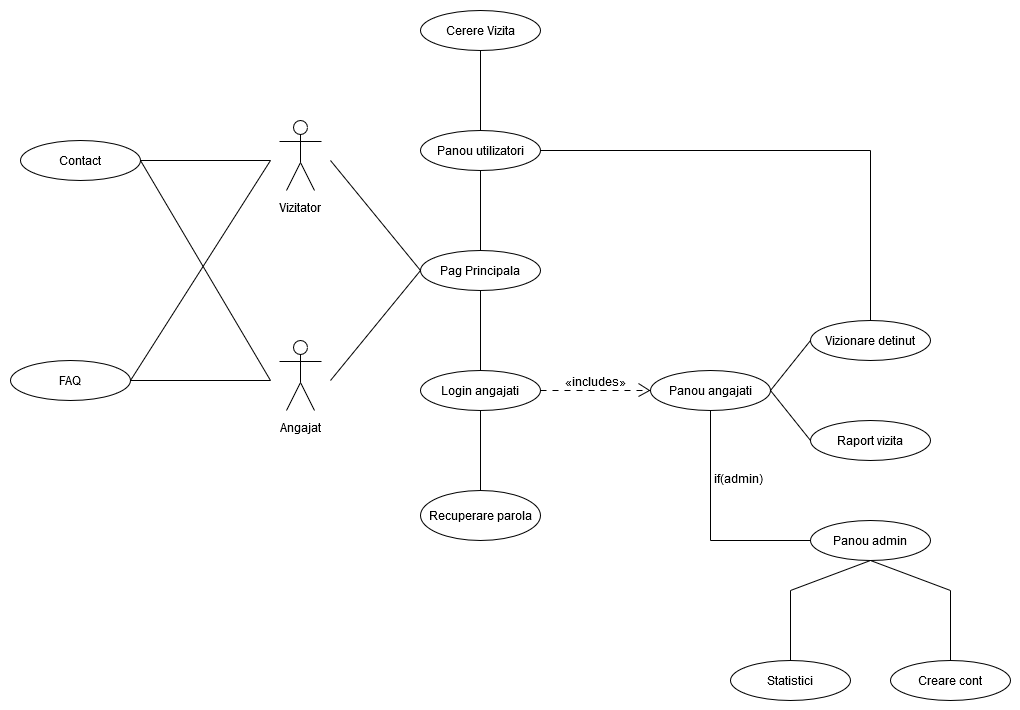 Cerere Vizita
Contact
Panou utilizatori
Vizitator
Pag Principala
Vizionare detinut
FAQ
Angajat
Login angajati
«includes»
Panou angajati
Raport vizita
if(admin)
Recuperare parola
Panou admin
Statistici
Creare cont